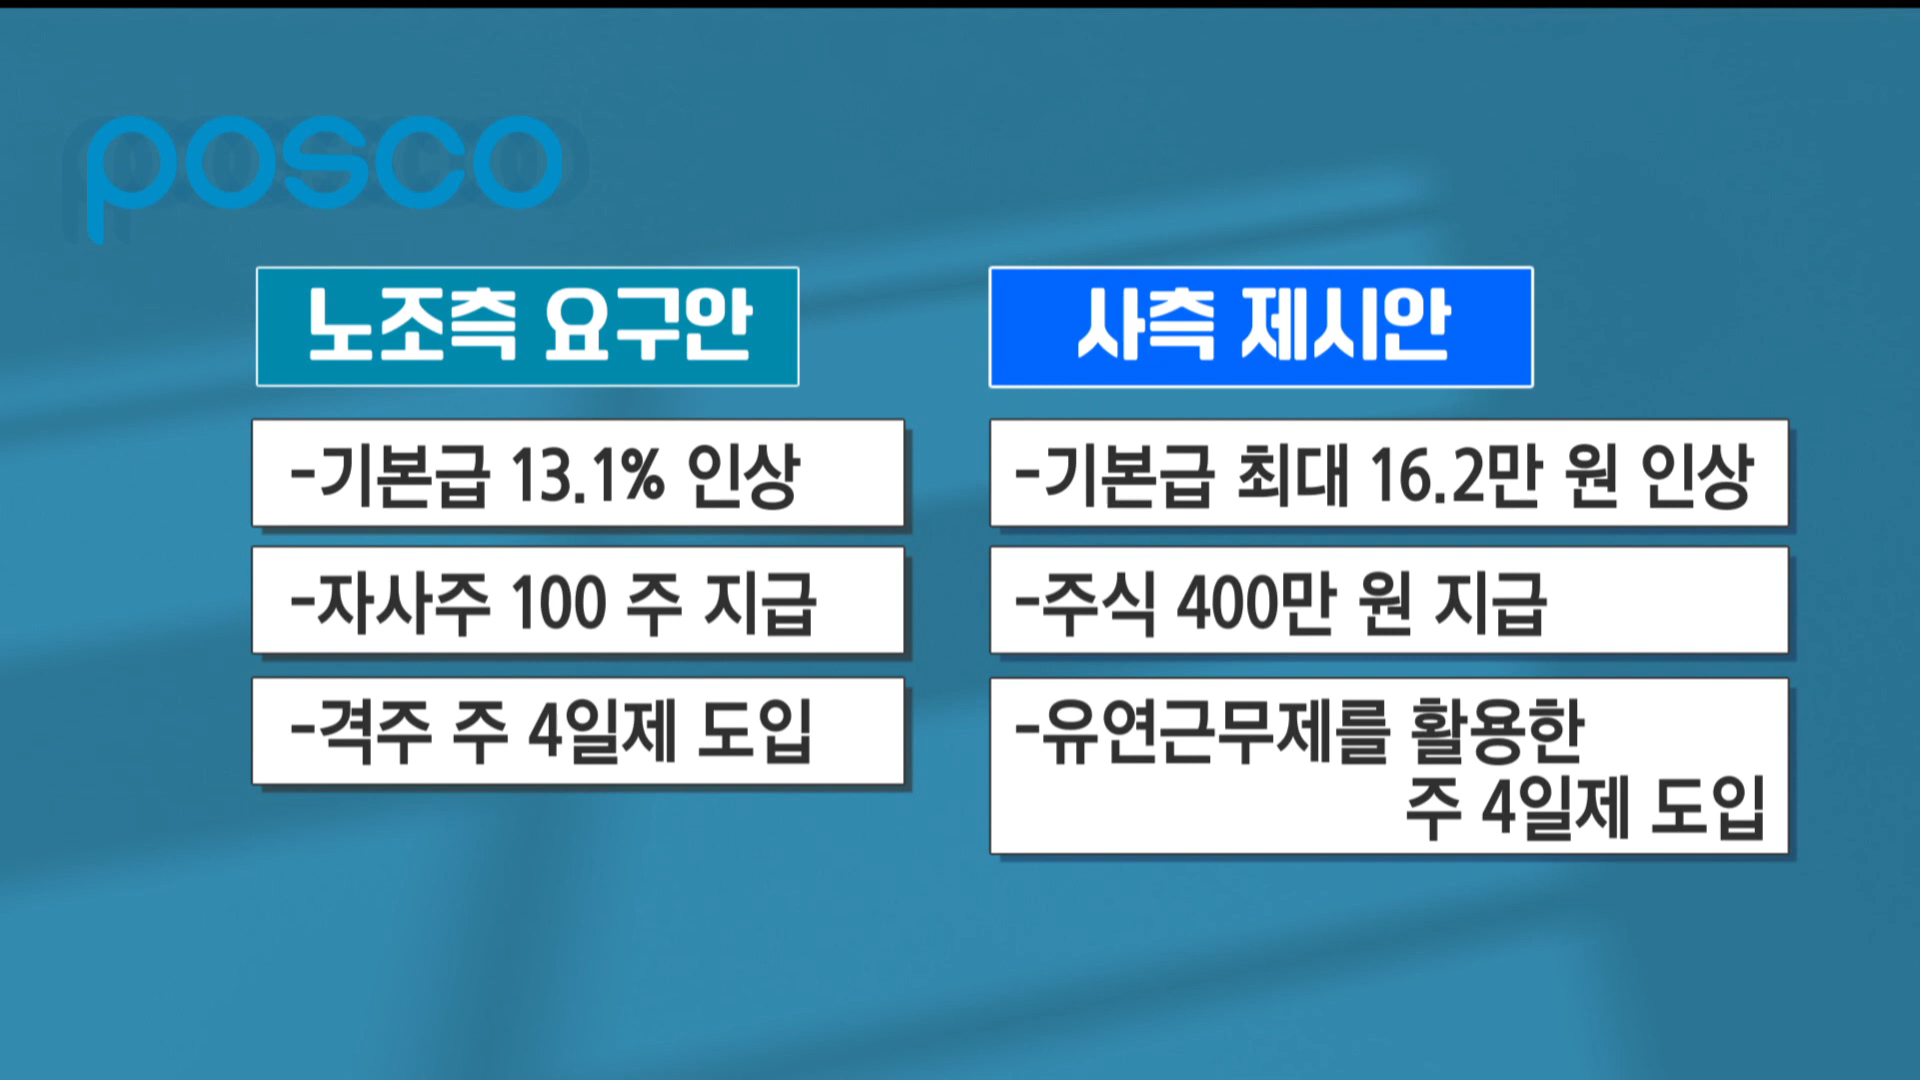 posco
노조측 요구안
-기본급 13.1% 인상
-자사주 100 주 지급
-격주 주 4일제 도입
사측 제시안
-기본급 최대 16.2만 원 인상
-주식 400만 원 지급
-유연근무제를 활용한
주 4일제 도입